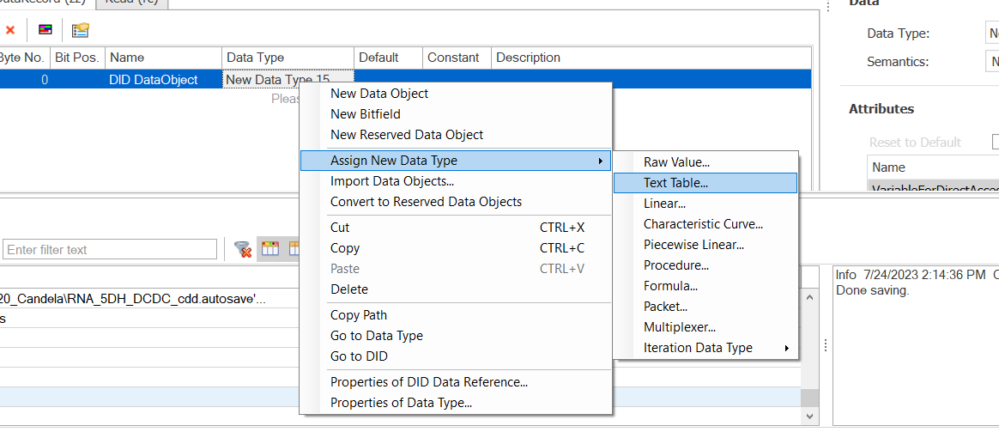 DataRecord (22) Read (16)
Data
Data Type:
Semantics:
Byte No. Bit Pos. Name Data Type Default Constant Description
0 DID DataObject New Data Type 15
Attributes
Reset to Default
Name
VariableForDirectAcce
New Data Object
New Bitfield
New Reserved Data Object
Assign New Data Type
Import Data Objects...
Convert to Reserved Data Objects
Cut CTRL+X
Copy CTRL+C
Paste CTRL+V
Delete
Copy Path
Go to Data Type
Go to DID
Properties of DID Data Reference...
Properties of Data Type...
Raw Value...
Text Table...
Linear...
Characteristic Curve...
Piecewise Linear...
Procedure...
Formula...
Packet...
Multiplexer...
Iteration Data Type
Enter filter text
20_Candela\RNA_5DH_DCDC_cdd.autosave'...
s
Info 7/24/2023 2:14:36 PM
Done saving.